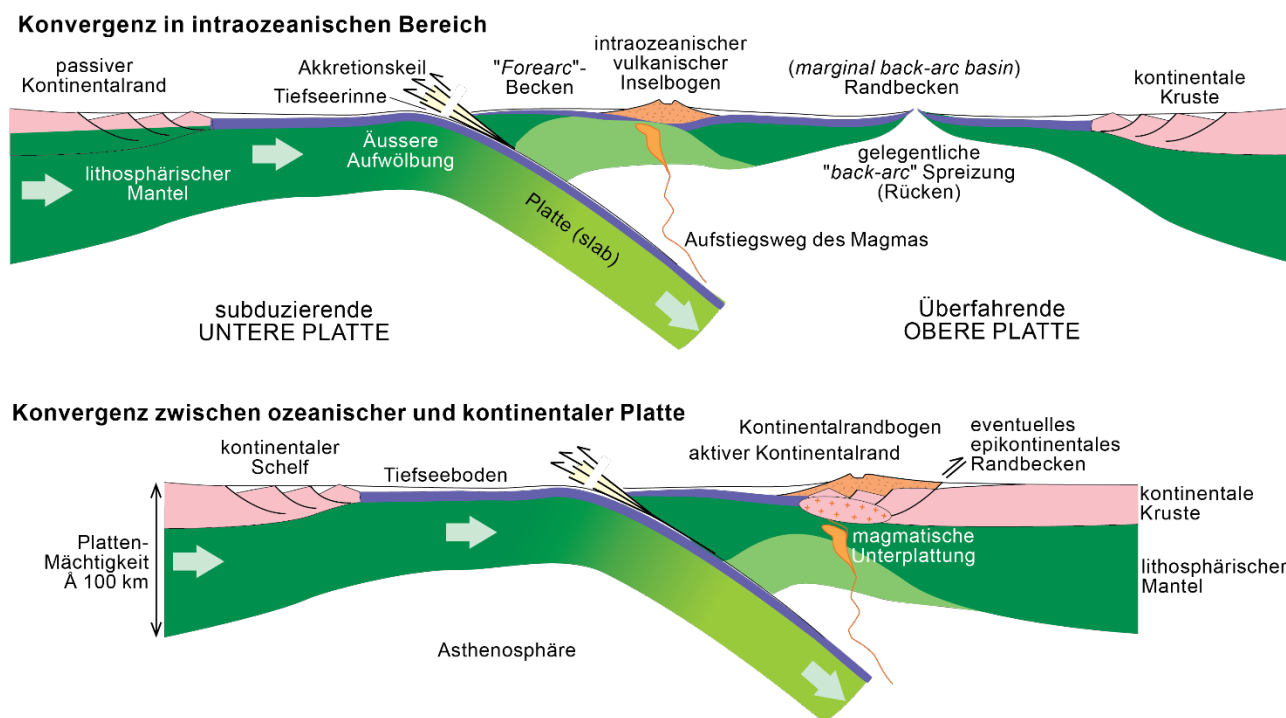 Konvergenz in intraozeanischen Bereich
passiver
Kontinentalrand
Akkretionskeil
Tiefseerinne
"Forearc"-
Becken
intraozeanischer
vulkanischer
Inselbogen
(marginal back-arc basin)
Randbecken
kontinentale
Kruste
Äussere
Aufwölbung
lithosphärischer
Mantel
gelegentliche
"back-arc" Spreizung
(Rücken)
Platte (slab)
Aufstiegsweg des Magmas
subduzierende
UNTERE PLATTE
Überfahrende
OBERE PLATTE
Konvergenz zwischen ozeanischer und kontinentaler Platte
kontinentaler
Schelf
Tiefseeboden
Kontinentalrandbogen
aktiver Kontinentalrand
eventuelles
epikontinentales
Randbecken
kontinentale
Kruste
Platten-
Mächtigkeit
Å 100 km
magmatische
Unterplattung
lithosphärischer
Mantel
Asthenosphäre